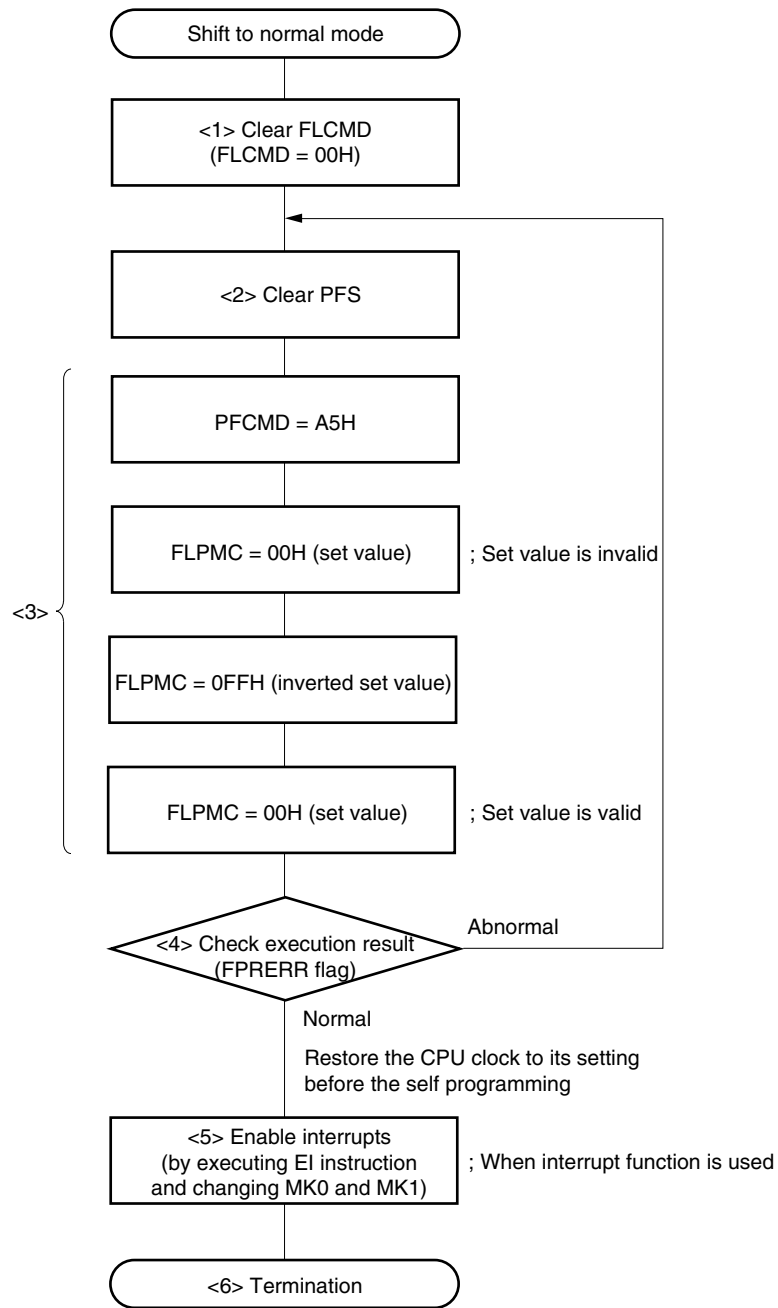 Shift to normal mode
<1> Clear FLCMD
(FLCMD = 00H)
<2> Clear PFS
<3>
PFCMD = A5H
FLPMC = 00H (set value)
; Set value is invalid
FLPMC = 0FFH (inverted set value)
FLPMC = 00H (set value)
; Set value is valid
<4> Check execution result
(FPRERR flag)
Abnormal
Normal
Restore the CPU clock to its setting
before the self programming
<5> Enable interrupts
(by executing EI instruction
and changing MK0 and MK1)
; When interrupt function is used
<6> Termination